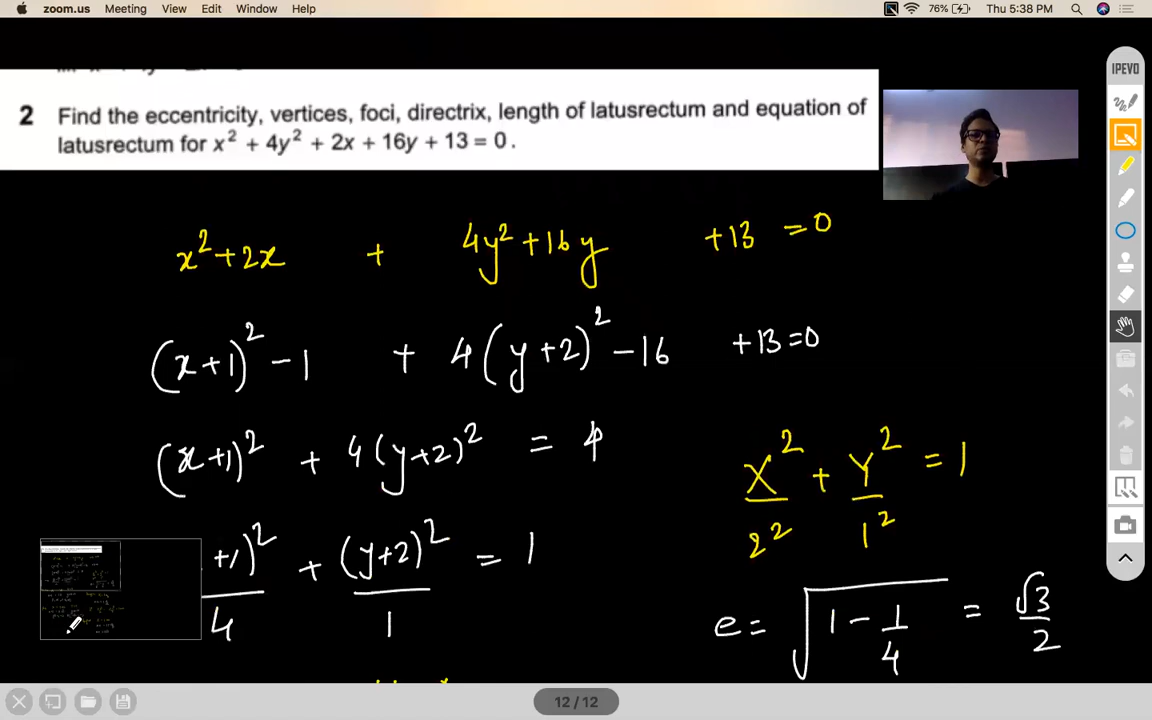 zoom.us Meeting View Edit Window Help 76% Thu 5:38 PM
2 Find the eccentricity, vertices, foci, directrix, length of latusrectum and equation of
latusrectum for x² + 4y² + 2x + 16y + 13 = 0.
IPEVO
x² + 2x + 4y² + 16y + 13 = 0
(x+1)² - 1 + 4(y+2)² - 16 + 13 = 0
(x+1)² + 4(y+2)² = 4
X²/2² + Y²/1² = 1
+1)²/4 + (y+2)²/1 = 1
e = √(1 - 1/4) = √3/2
12 / 12